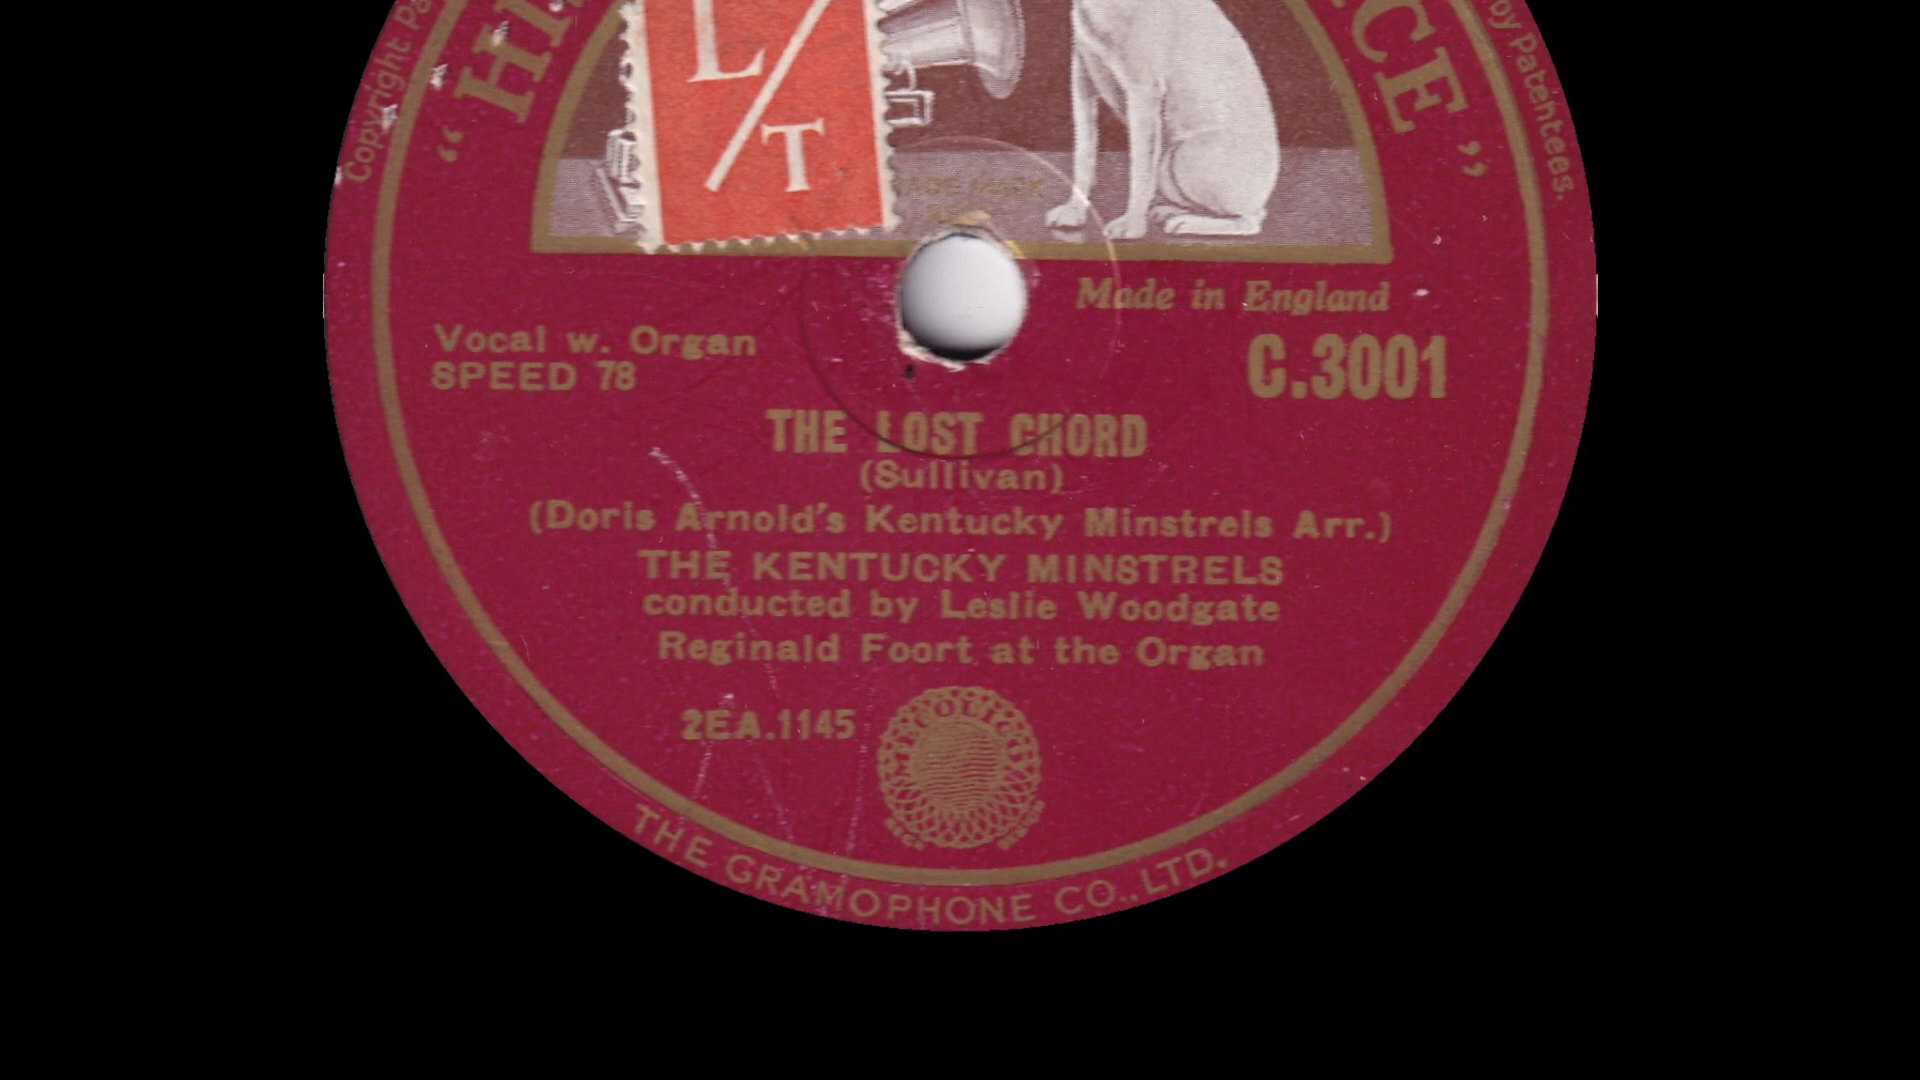 Copyright
by Patentees.
L/T
TRADE MARK
Made in England
Vocal w. Organ
SPEED 78
C.3001
THE LOST CHORD
(Sullivan)
(Doris Arnold's Kentucky Minstrels Arr.)
THE KENTUCKY MINSTRELS
conducted by Leslie Woodgate
Reginald Foort at the Organ
2EA.1145
THE GRAMOPHONE CO., LTD.